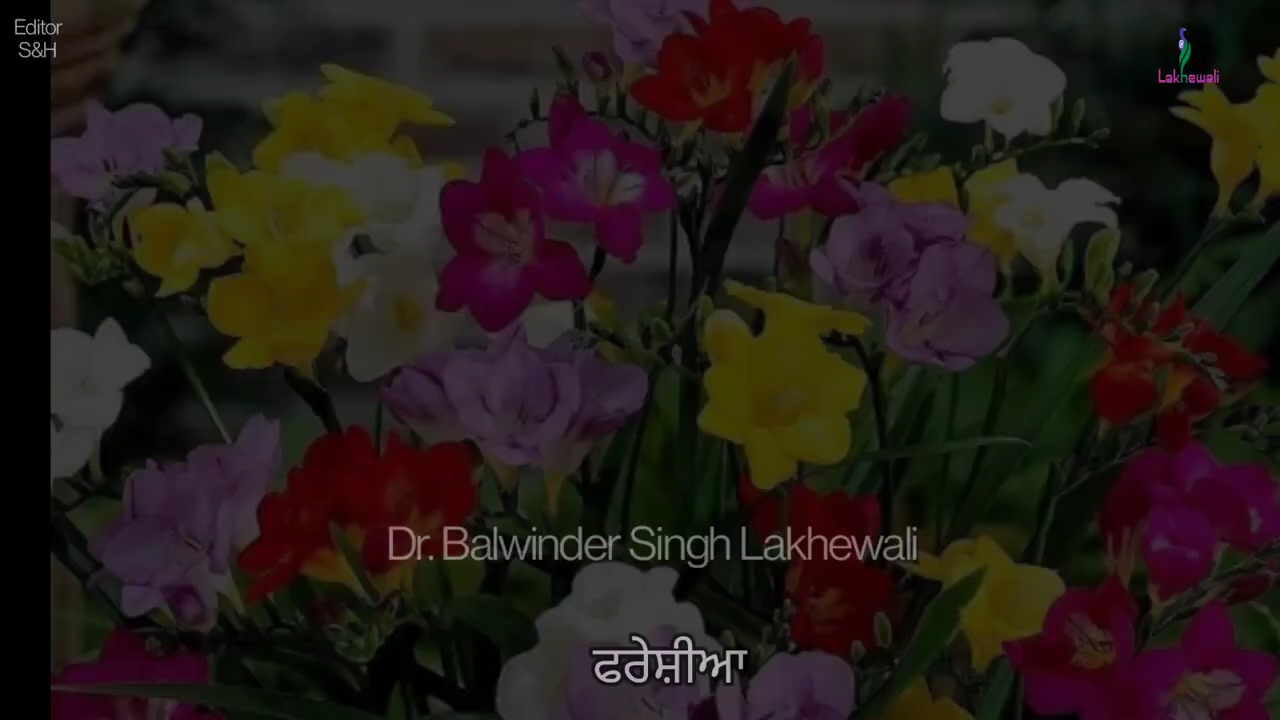 Editor
S&H
Lakhewali
Dr. Balwinder Singh Lakhewali
ਫਰੇਸ਼ੀਆ